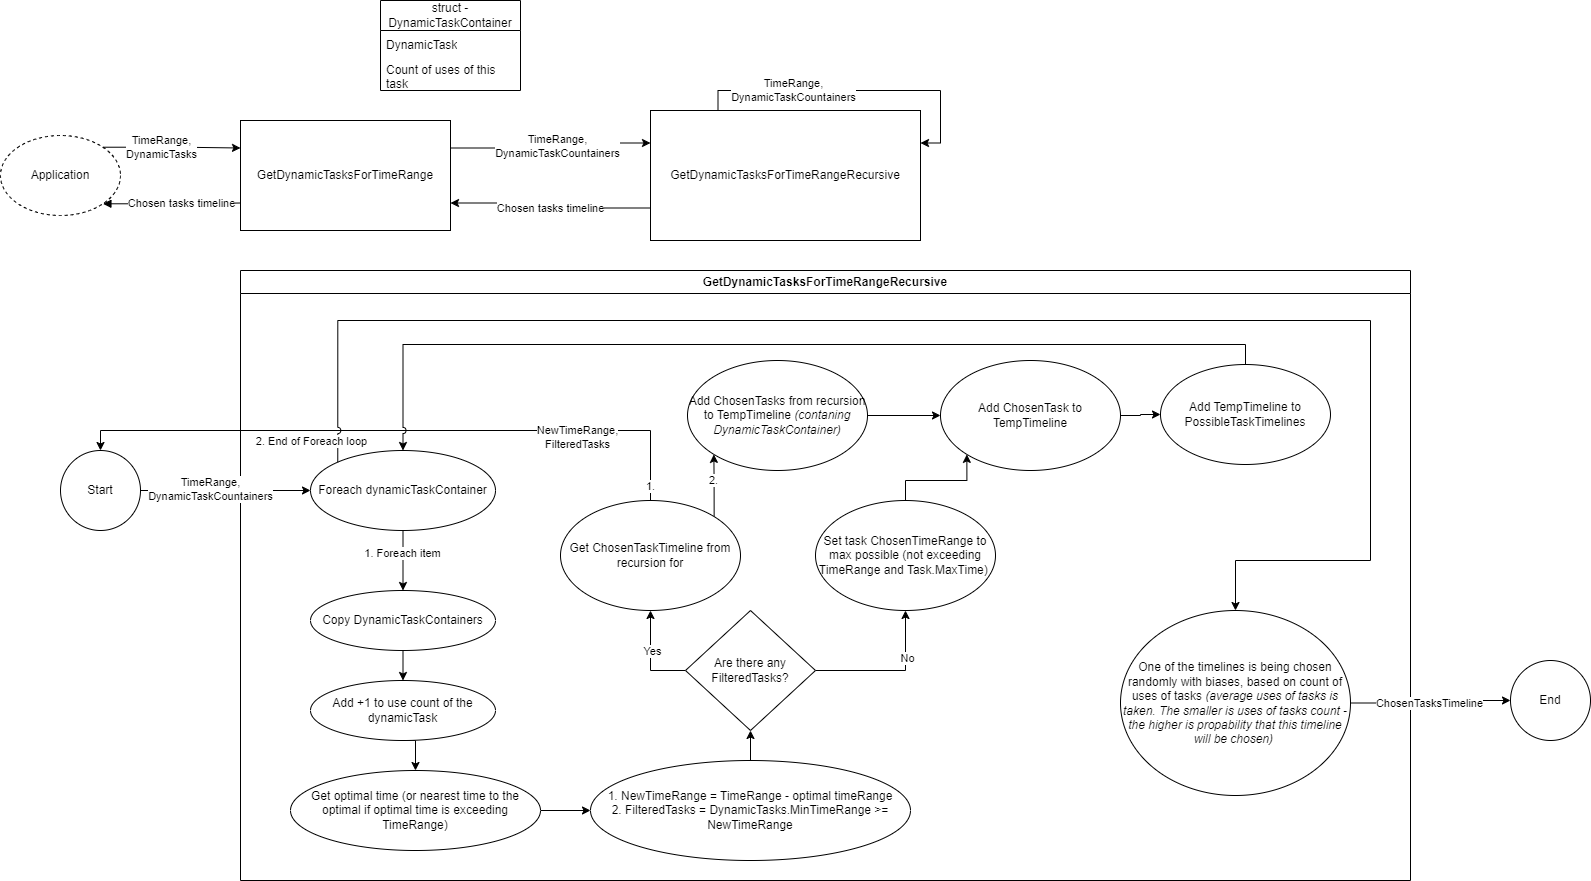 struct -
DynamicTaskContainer
DynamicTask
Count of uses of this
task
TimeRange,
DynamicTaskCountainers
Application
TimeRange,
DynamicTasks
Chosen tasks timeline
GetDynamicTasksForTimeRange
TimeRange,
DynamicTaskCountainers
Chosen tasks timeline
GetDynamicTasksForTimeRangeRecursive
GetDynamicTasksForTimeRangeRecursive
Start
TimeRange,
DynamicTaskCountainers
2. End of Foreach loop
Foreach dynamicTaskContainer
1. Foreach item
Copy DynamicTaskContainers
Add +1 to use count of the
dynamicTask
Get optimal time (or nearest time to the
optimal if optimal time is exceeding
TimeRange)
1. NewTimeRange = TimeRange - optimal timeRange
2. FilteredTasks = DynamicTasks.MinTimeRange >=
NewTimeRange
Are there any
FilteredTasks?
Yes
No
Get ChosenTaskTimeline from
recursion for
1.
NewTimeRange,
FilteredTasks
2.
Add ChosenTasks from recursion
to TempTimeline (contaning
DynamicTaskContainer)
Set task ChosenTimeRange to
max possible (not exceeding
TimeRange and Task.MaxTime)
Add ChosenTask to
TempTimeline
Add TempTimeline to
PossibleTaskTimelines
One of the timelines is being chosen
randomly with biases, based on count of
uses of tasks (average uses of tasks is
taken. The smaller is uses of tasks count -
the higher is propability that this timeline
will be chosen)
ChosenTasksTimeline
End